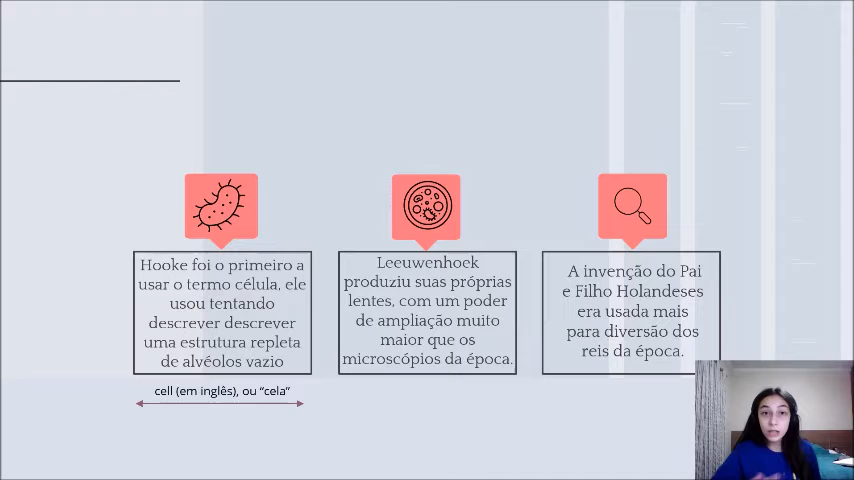 Hooke foi o primeiro a
usar o termo célula, ele
usou tentando
descrever descrever
uma estrutura repleta
de alvéolos vazio
cell (em inglês), ou “cela”
Leeuwenhoek
produziu suas próprias
lentes, com um poder
de ampliação muito
maior que os
microscópios da época.
A invenção do Pai
e Filho Holandeses
era usada mais
para diversão dos
reis da época.